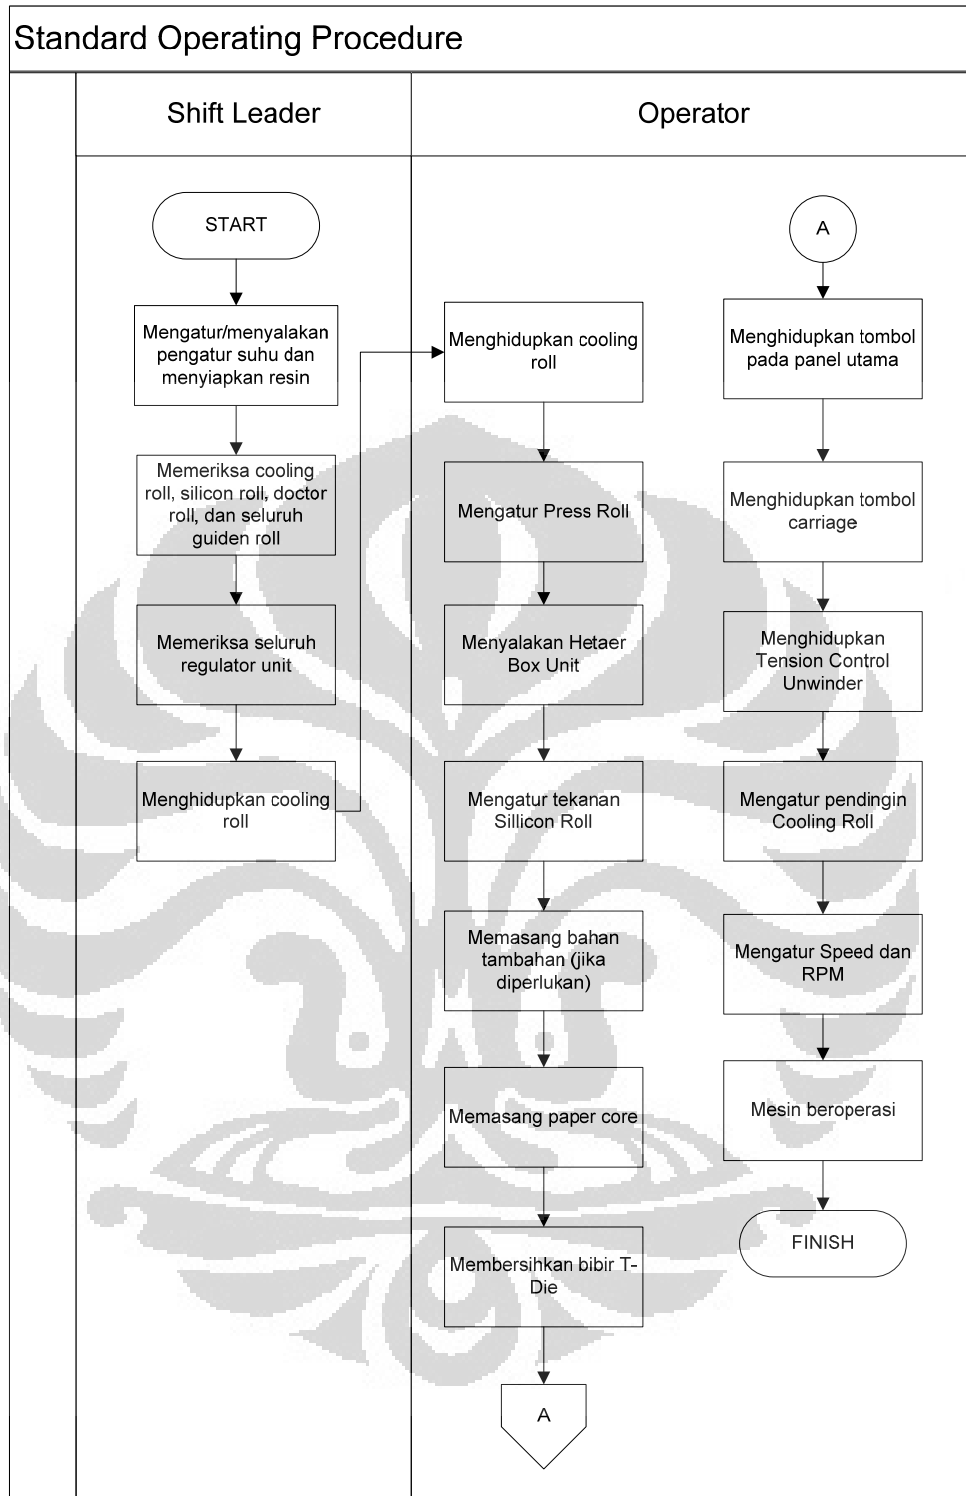 Standard Operating Procedure
Shift Leader
Operator
START
Mengatur/menyalakan
pengatur suhu dan
menyiapkan resin
Memeriksa cooling
roll, silicon roll, doctor
roll, dan seluruh
guiden roll
Memeriksa seluruh
regulator unit
Menghidupkan cooling
roll
Menghidupkan cooling
roll
Mengatur Press Roll
Menyalakan Hetaer
Box Unit
Mengatur tekanan
Sillicon Roll
Memasang bahan
tambahan (jika
diperlukan)
Memasang paper core
Membersihkan bibir T-
Die
A
A
Menghidupkan tombol
pada panel utama
Menghidupkan tombol
carriage
Menghidupkan
Tension Control
Unwinder
Mengatur pendingin
Cooling Roll
Mengatur Speed dan
RPM
Mesin beroperasi
FINISH